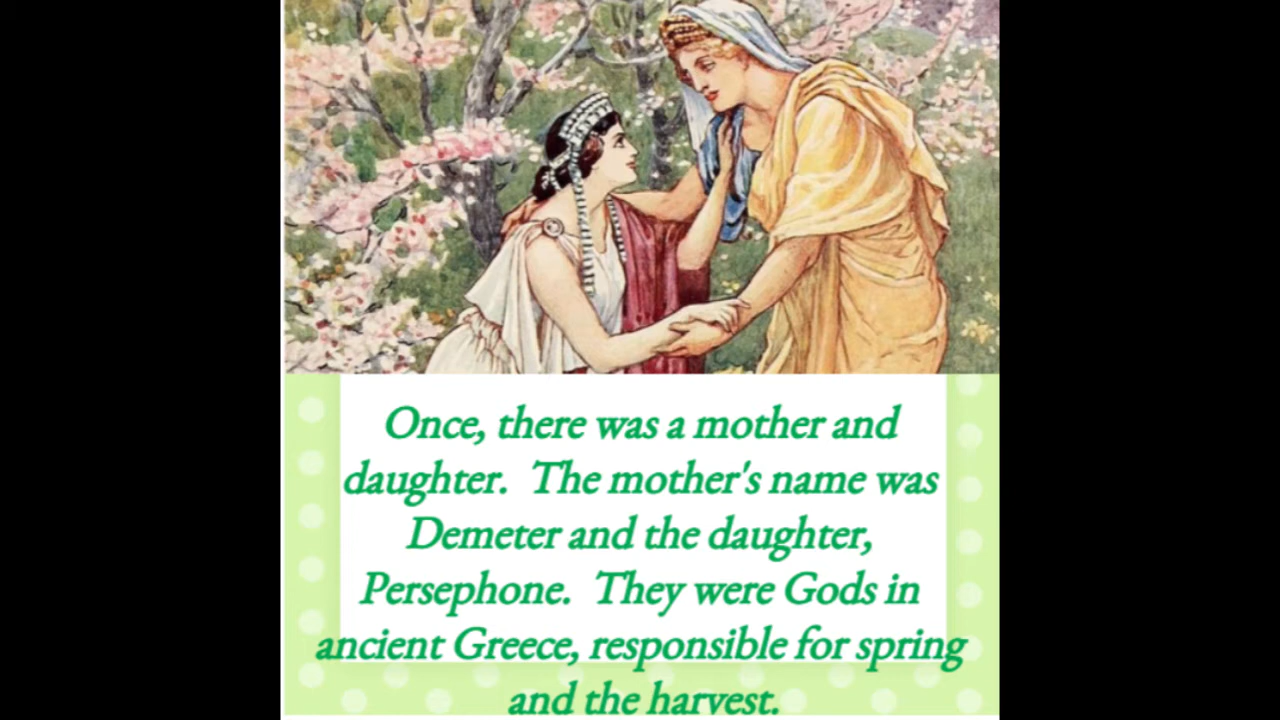 Once, there was a mother and
daughter.  The mother's name was
Demeter and the daughter,
Persephone.  They were Gods in
ancient Greece, responsible for spring
and the harvest.